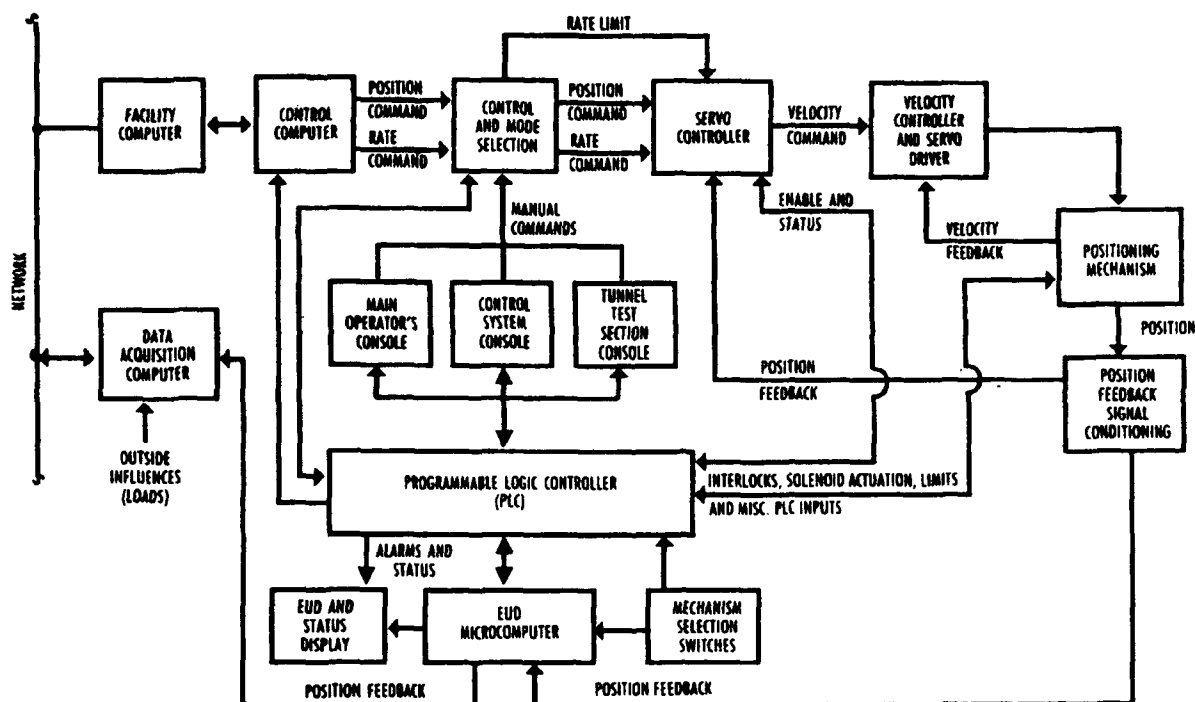 RATE LIMIT
FACILITY
COMPUTER
CONTROL
COMPUTER
POSITION
COMMAND
RATE
COMMAND
CONTROL
AND MODE
SELECTION
POSITION
COMMAND
RATE
COMMAND
SERVO
CONTROLLER
VELOCITY
COMMAND
VELOCITY
CONTROLLER
AND SERVO
DRIVER
MANUAL
COMMANDS
ENABLE AND
STATUS
VELOCITY
FEEDBACK
POSITIONING
MECHANISM
NETWORK
MAIN
OPERATOR'S
CONSOLE
CONTROL
SYSTEM
CONSOLE
TUNNEL
TEST
SECTION
CONSOLE
DATA
ACQUISITION
COMPUTER
POSITION
POSITION
FEEDBACK
POSITION
FEEDBACK
SIGNAL
CONDITIONING
OUTSIDE
INFLUENCES
(LOADS)
PROGRAMMABLE LOGIC CONTROLLER
(PLC)
INTERLOCKS, SOLENOID ACTUATION, LIMITS
AND MISC. PLC INPUTS
ALARMS AND
STATUS
EUD AND
STATUS
DISPLAY
EUD
MICROCOMPUTER
MECHANISM
SELECTION
SWITCHES
POSITION FEEDBACK
POSITION FEEDBACK